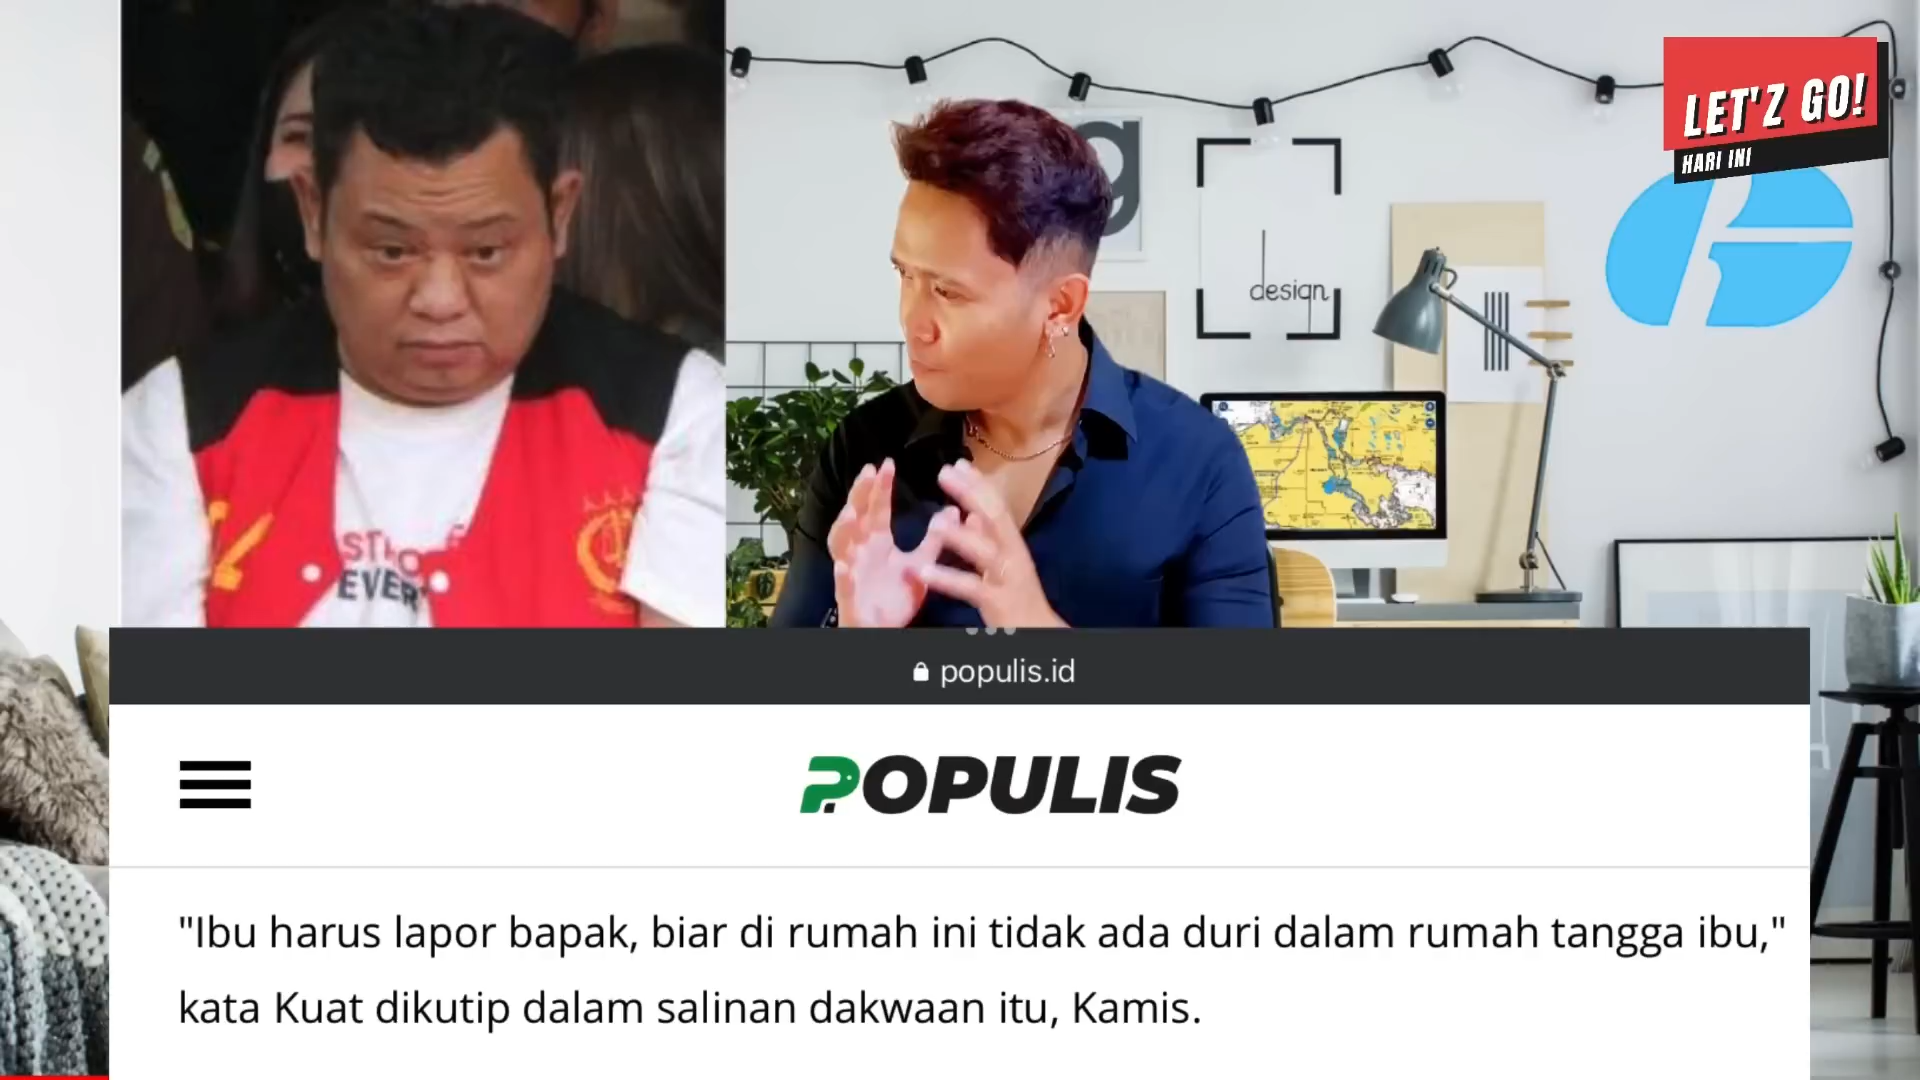 LET'Z GO!
HARI INI
g
design
EVER
populis.id
POPULIS
"Ibu harus lapor bapak, biar di rumah ini tidak ada duri dalam rumah tangga ibu,"
kata Kuat dikutip dalam salinan dakwaan itu, Kamis.